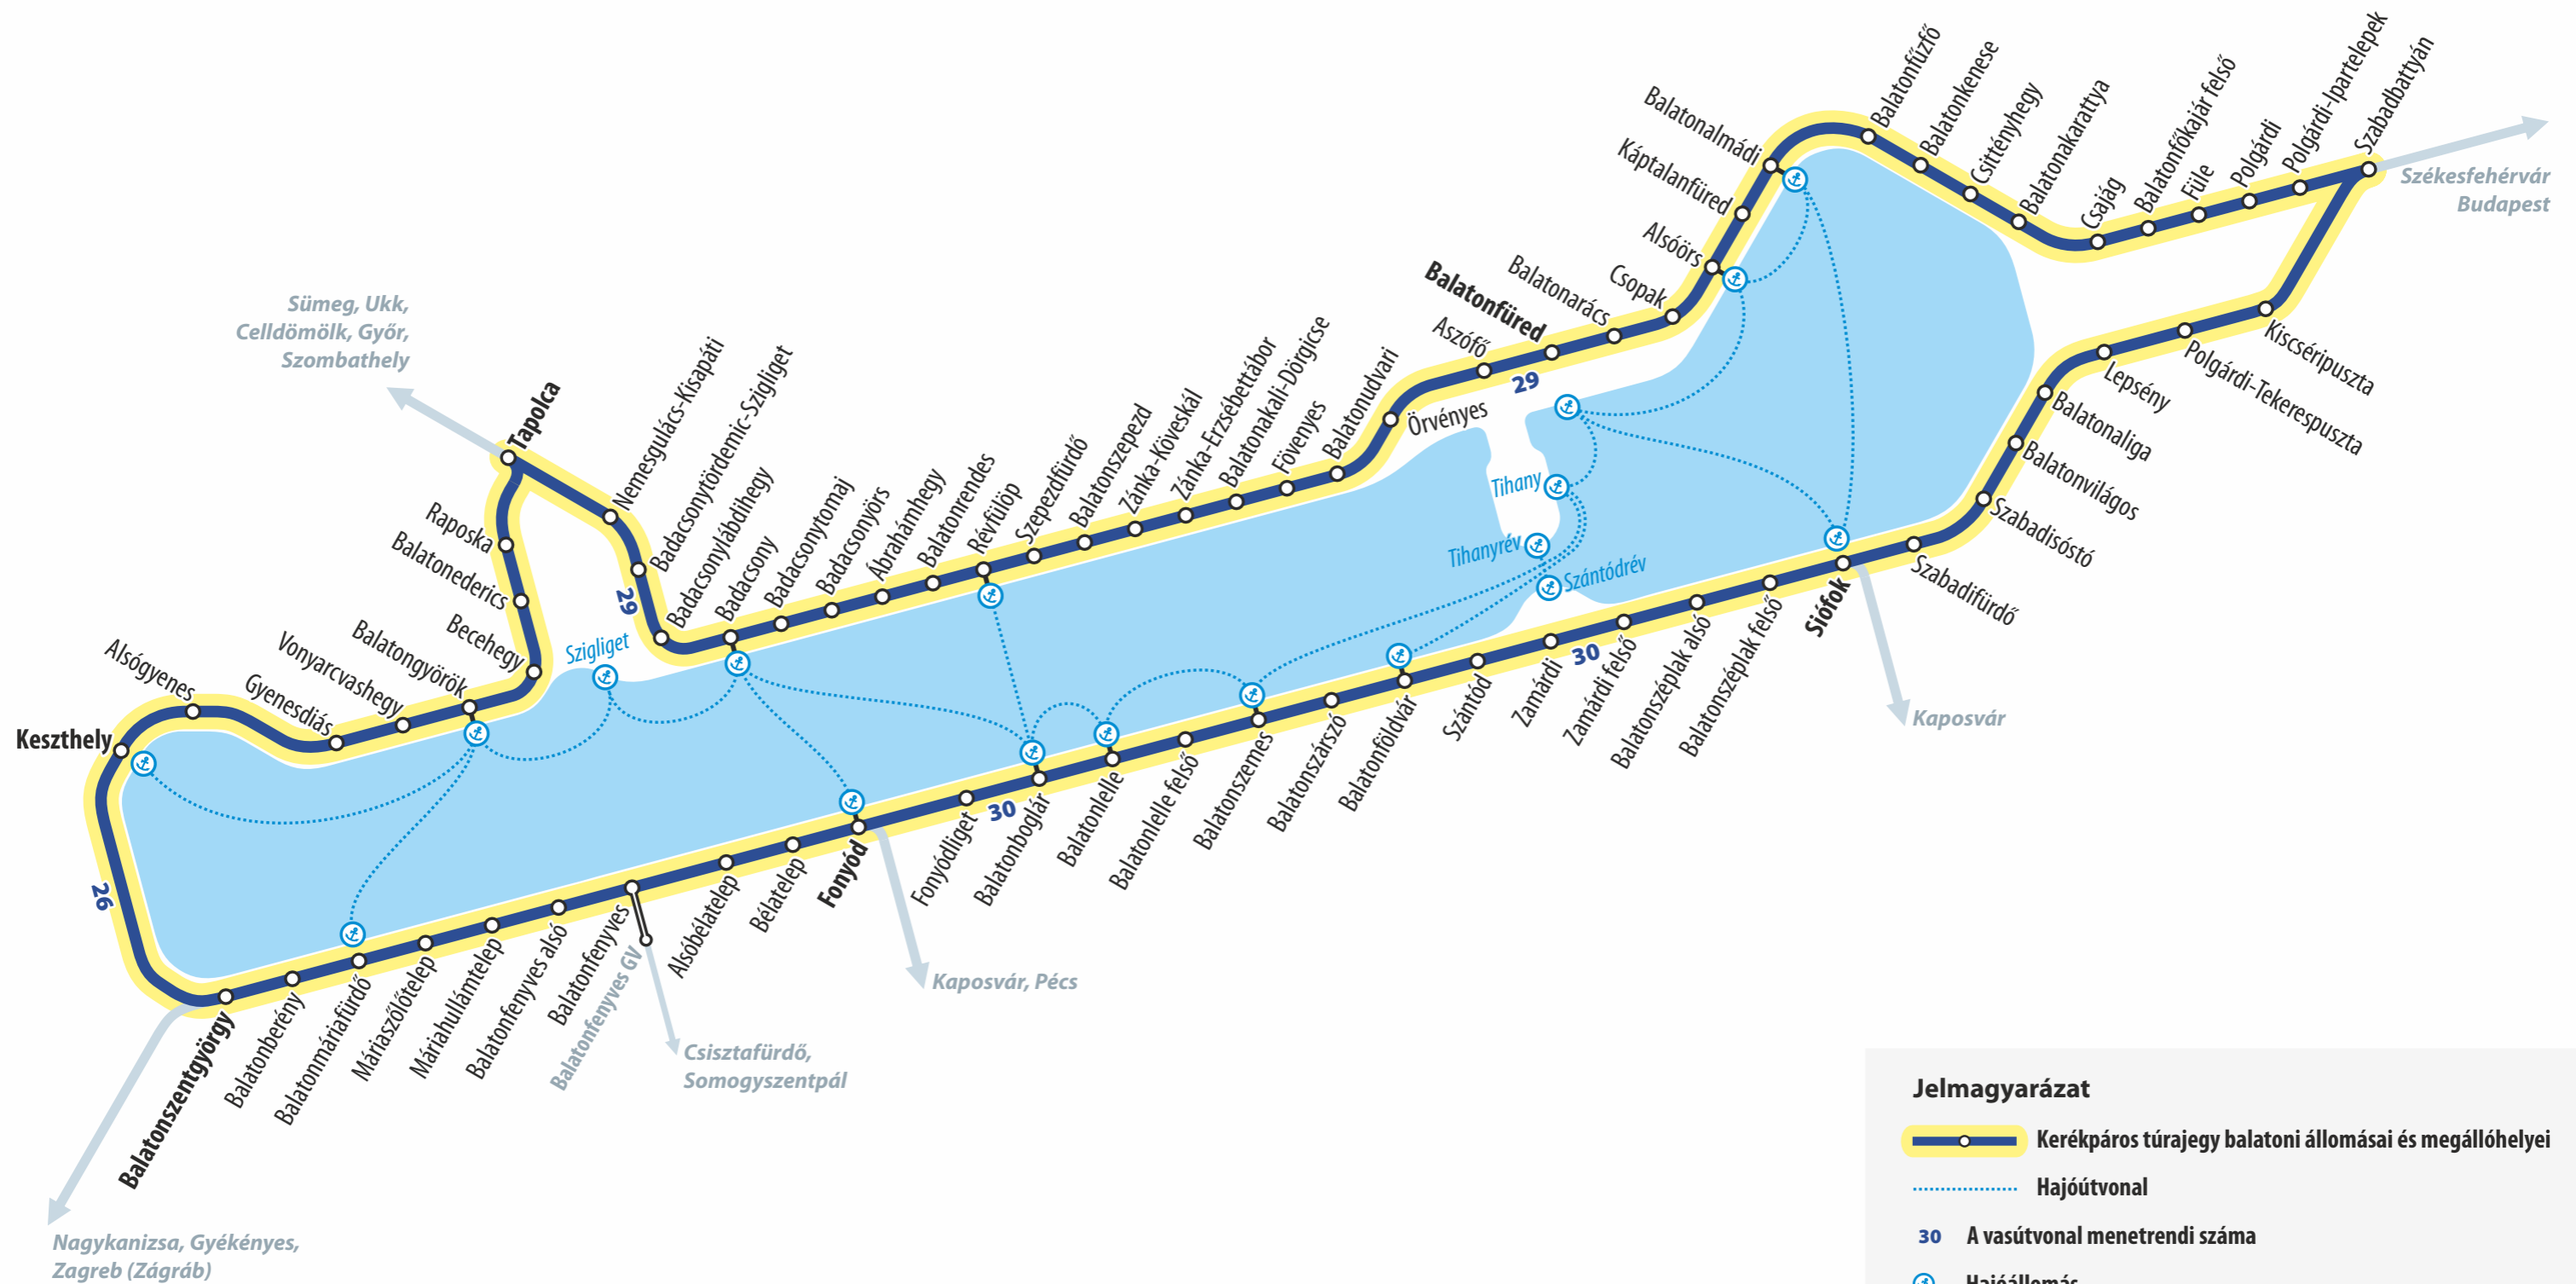 Balatonfűzfő
Balatonkenese
Csittényhegy
Balatonakarattya
Csajág
Balatonfőkajár felső
Füle
Polgárdi
Polgárdi-Ipartelepek
Szabadbattyán
Székesfehérvár
Budapest
Balatonalmádi
Káptalanfüred
Alsóörs
Csopak
Balatonarács
Balatonfüred
Aszófő
29
Örvényes
Balatonudvari
Fövenyes
Balatonakali-Dörgicse
Zánka-Erzsébettábor
Zánka-Köveskál
Balatonszepezd
Szepezdfürdő
Révfülöp
Balatonrendes
Ábrahámhegy
Badacsonyörs
Badacsonytomaj
Badacsony
Badacsonylábdihegy
Badacsonytördemic-Szigliget
Nemesgulács-Kisapáti
Tapolca
Sümeg, Ukk,
Celldömölk, Győr,
Szombathely
29
Raposka
Balatonederics
Becehegy
Balatongyörök
Vonyarcvashegy
Gyenesdiás
Alsógyenes
Keszthely
Szigliget
Tihany
Tihanyrév
Szántódrév
26
Balatonszentgyörgy
Balatonberény
Balatonmáriafürdő
Máriaszőlőtelep
Máriahullámtelep
Balatonfenyves alsó
Balatonfenyves
Balatonfenyves GV
Csisztafürdő,
Somogyszentpál
Alsóbélatelep
Bélatelep
Fonyód
Kaposvár, Pécs
Fonyódliget
30
Balatonboglár
Balatonlelle
Balatonlelle felső
Balatonszemes
Balatonszárszó
Balatonföldvár
Szántód
Zamárdi
30
Zamárdi felső
Balatonszéplak alsó
Balatonszéplak felső
Siófok
Kaposvár
Szabadifürdő
Szabadisóstó
Balatonvilágos
Balatonaliga
Lepsény
Polgárdi-Tekerespuszta
Kiscséripuszta
Nagykanizsa, Gyékényes,
Zagreb (Zágráb)
Jelmagyarázat
Kerékpáros túrajegy balatoni állomásai és megállóhelyei
Hajóútvonal
30 A vasútvonal menetrendi száma
Hajóállomás